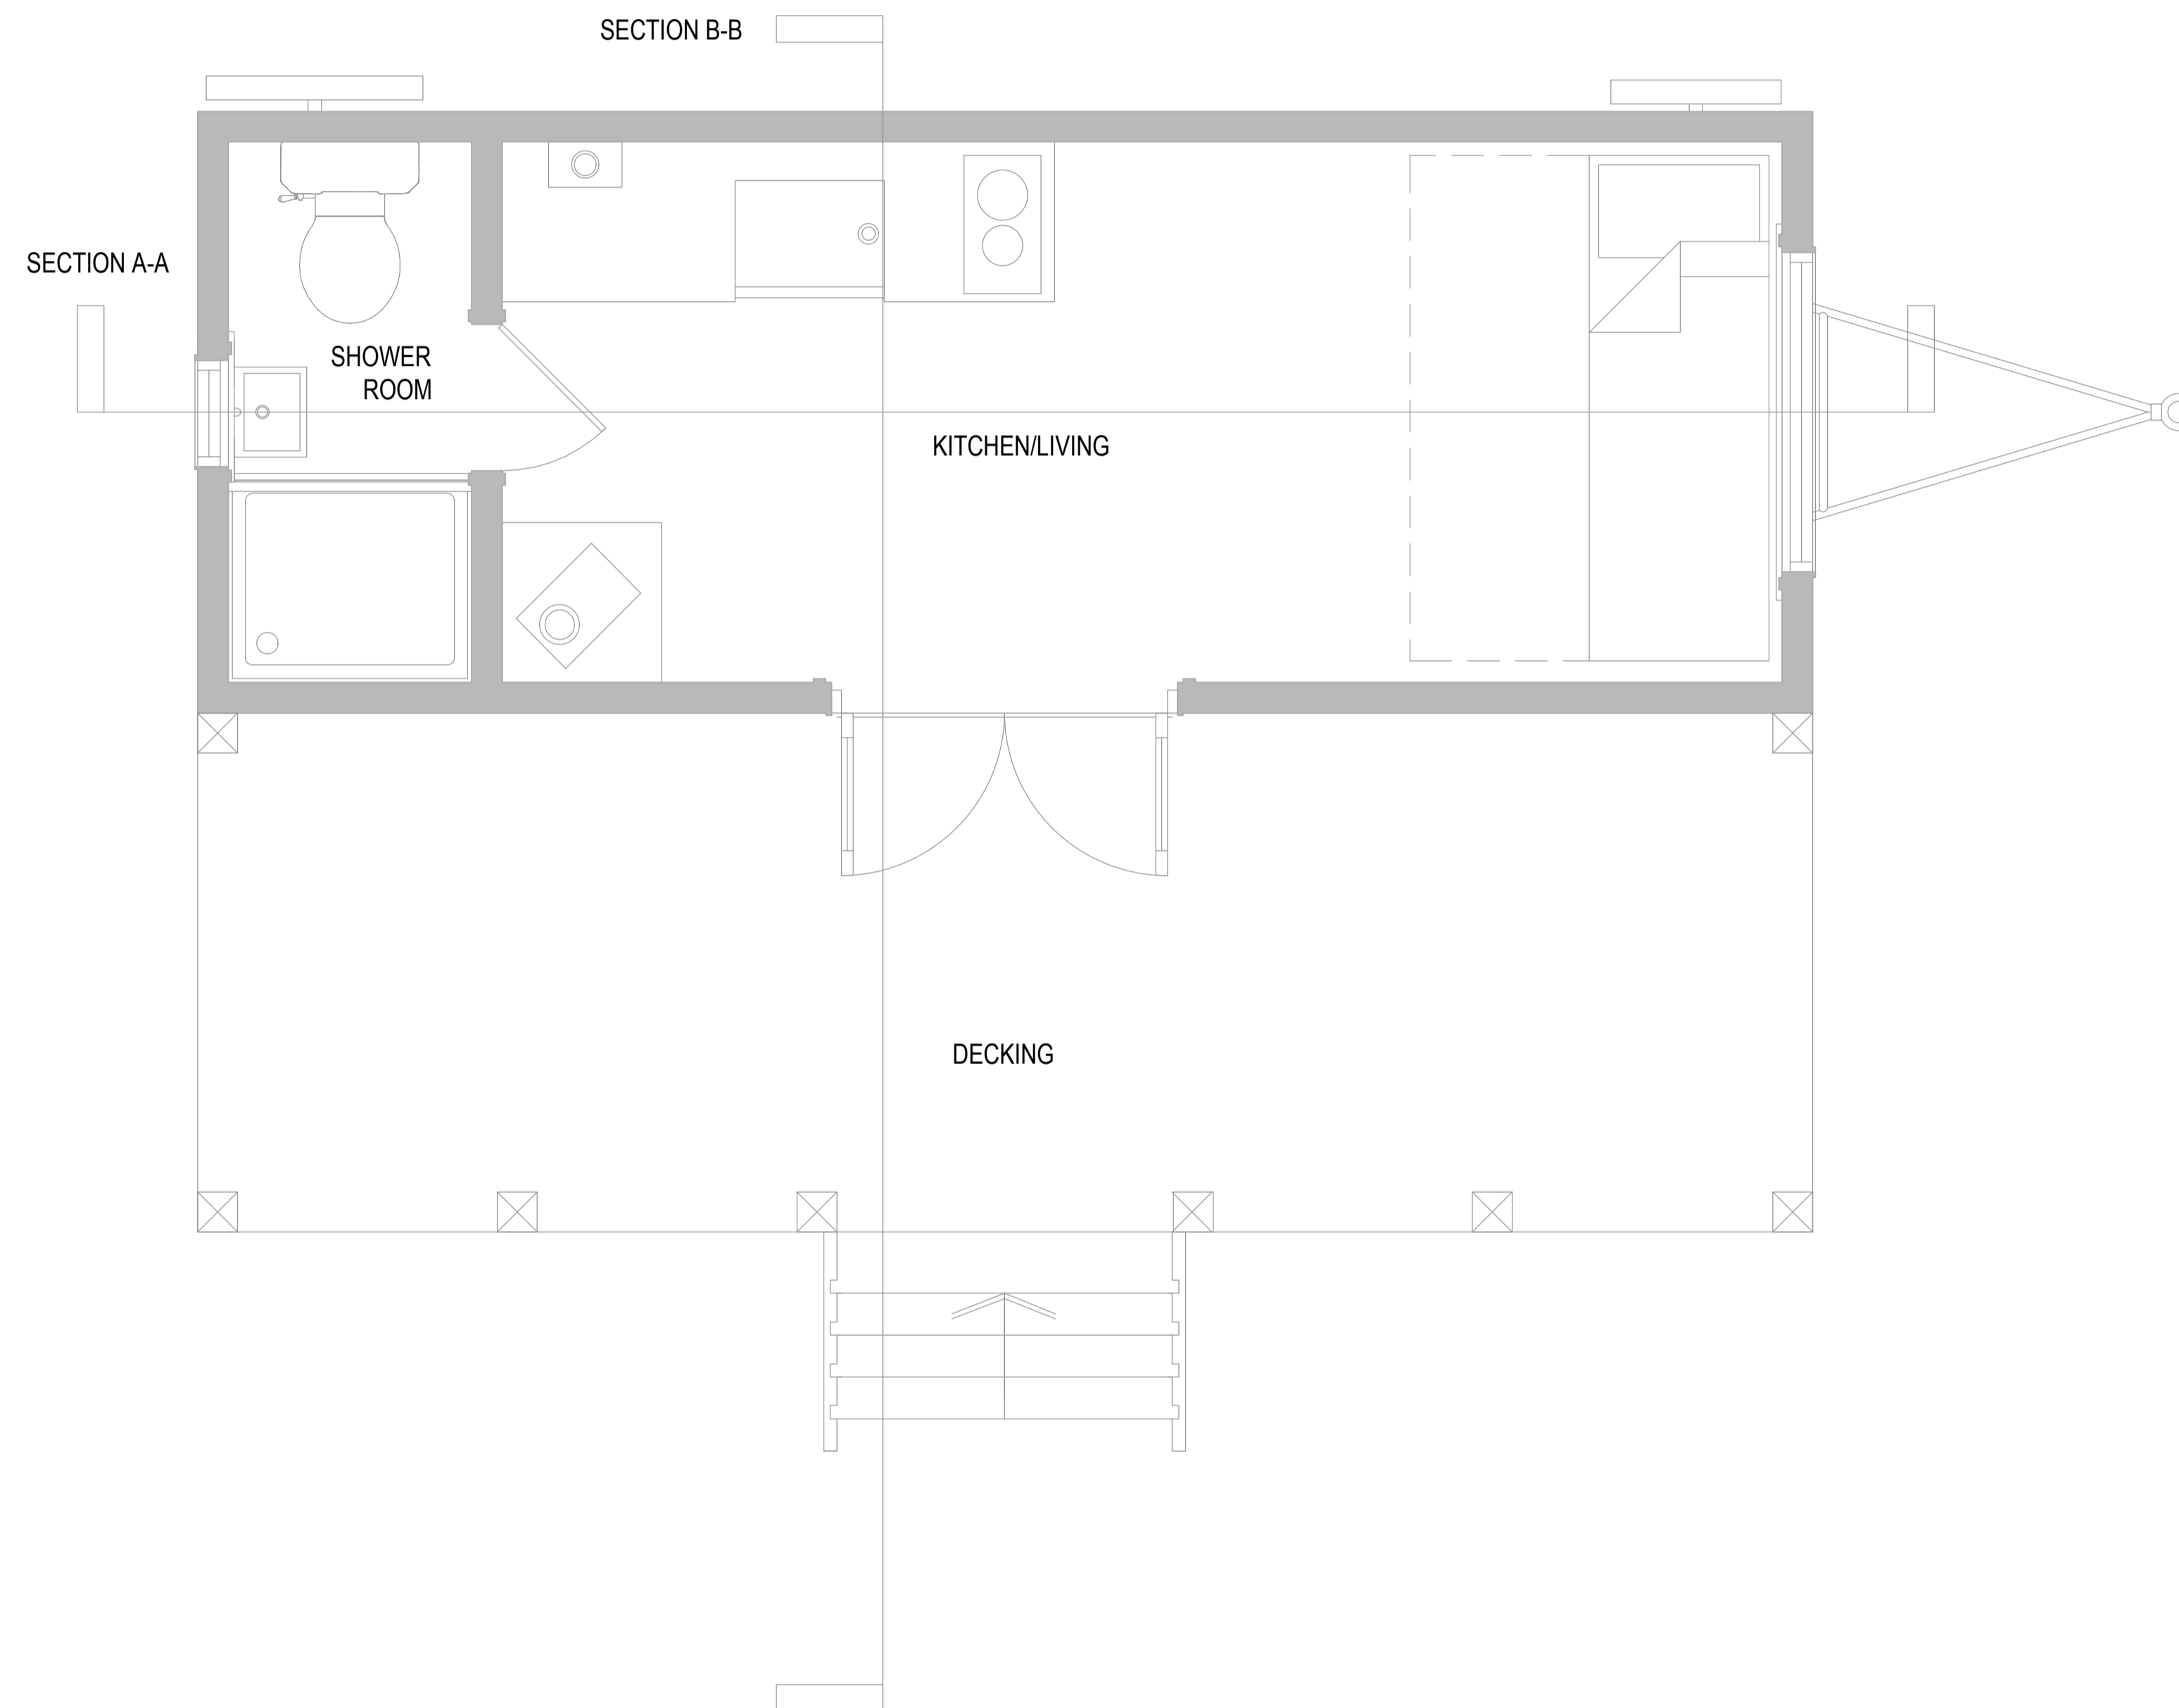 SECTION B-B
SECTION A-A
SHOWER
ROOM
KITCHEN/LIVING
DECKING